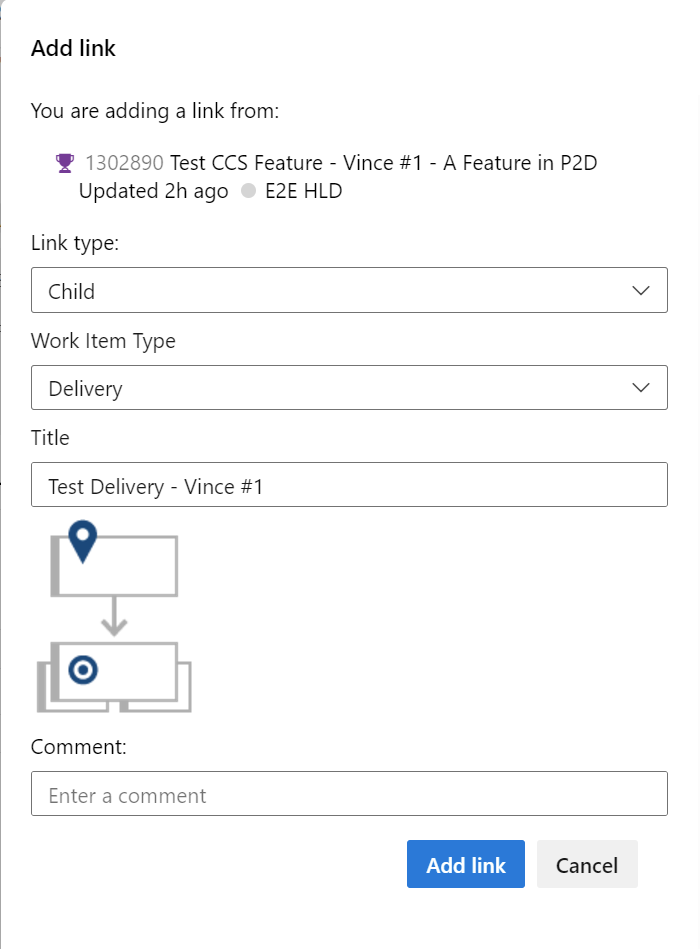 Add link
You are adding a link from:
1302890 Test CCS Feature - Vince #1 - A Feature in P2D
Updated 2h ago E2E HLD
Link type:
Child
Work Item Type
Delivery
Title
Test Delivery - Vince #1
Comment:
Enter a comment
Add link Cancel